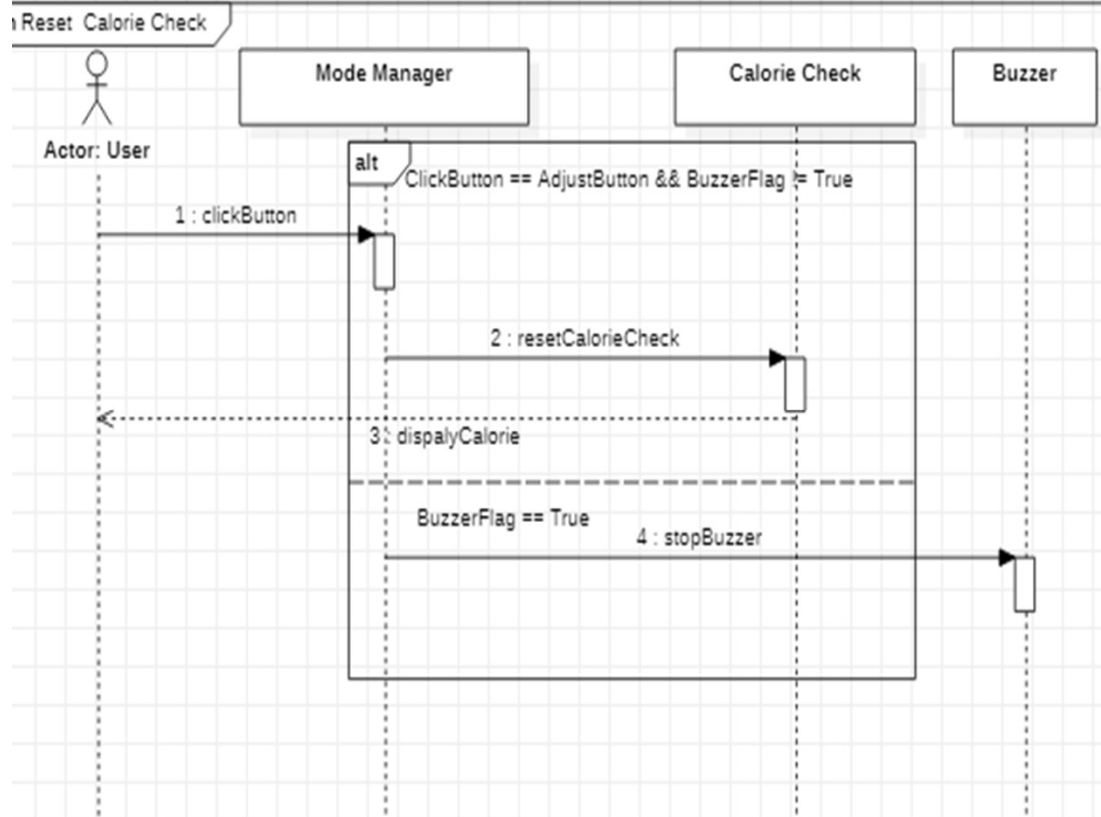 Reset Calorie Check
Actor: User
Mode Manager
Calorie Check
Buzzer
alt
ClickButton == AdjustButton && BuzzerFlag != True
1 : clickButton
2 : resetCalorieCheck
3 : dispalyCalorie
BuzzerFlag == True
4 : stopBuzzer